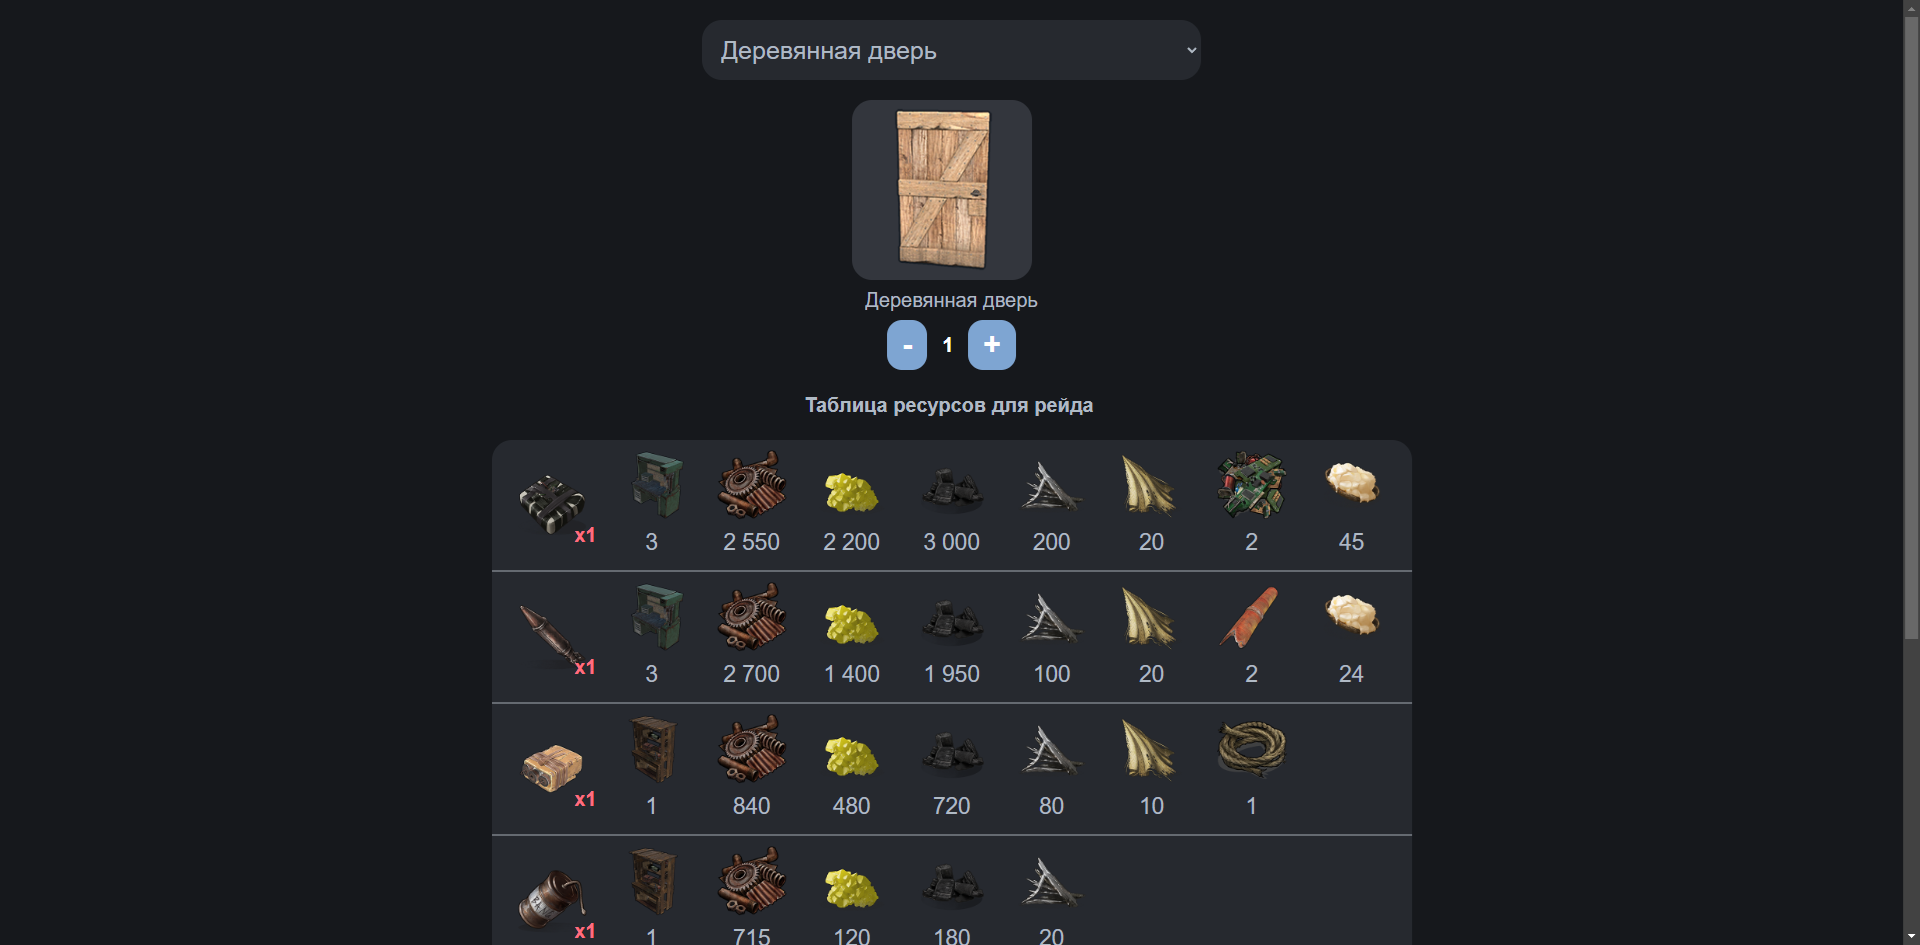 Деревянная дверь
Деревянная дверь
- 1 +
Таблица ресурсов для рейда
x1 3 2 550 2 200 3 000 200 20 2 45
x1 3 2 700 1 400 1 950 100 20 2 24
x1 1 840 480 720 80 10 1
x1 1 715 120 180 20